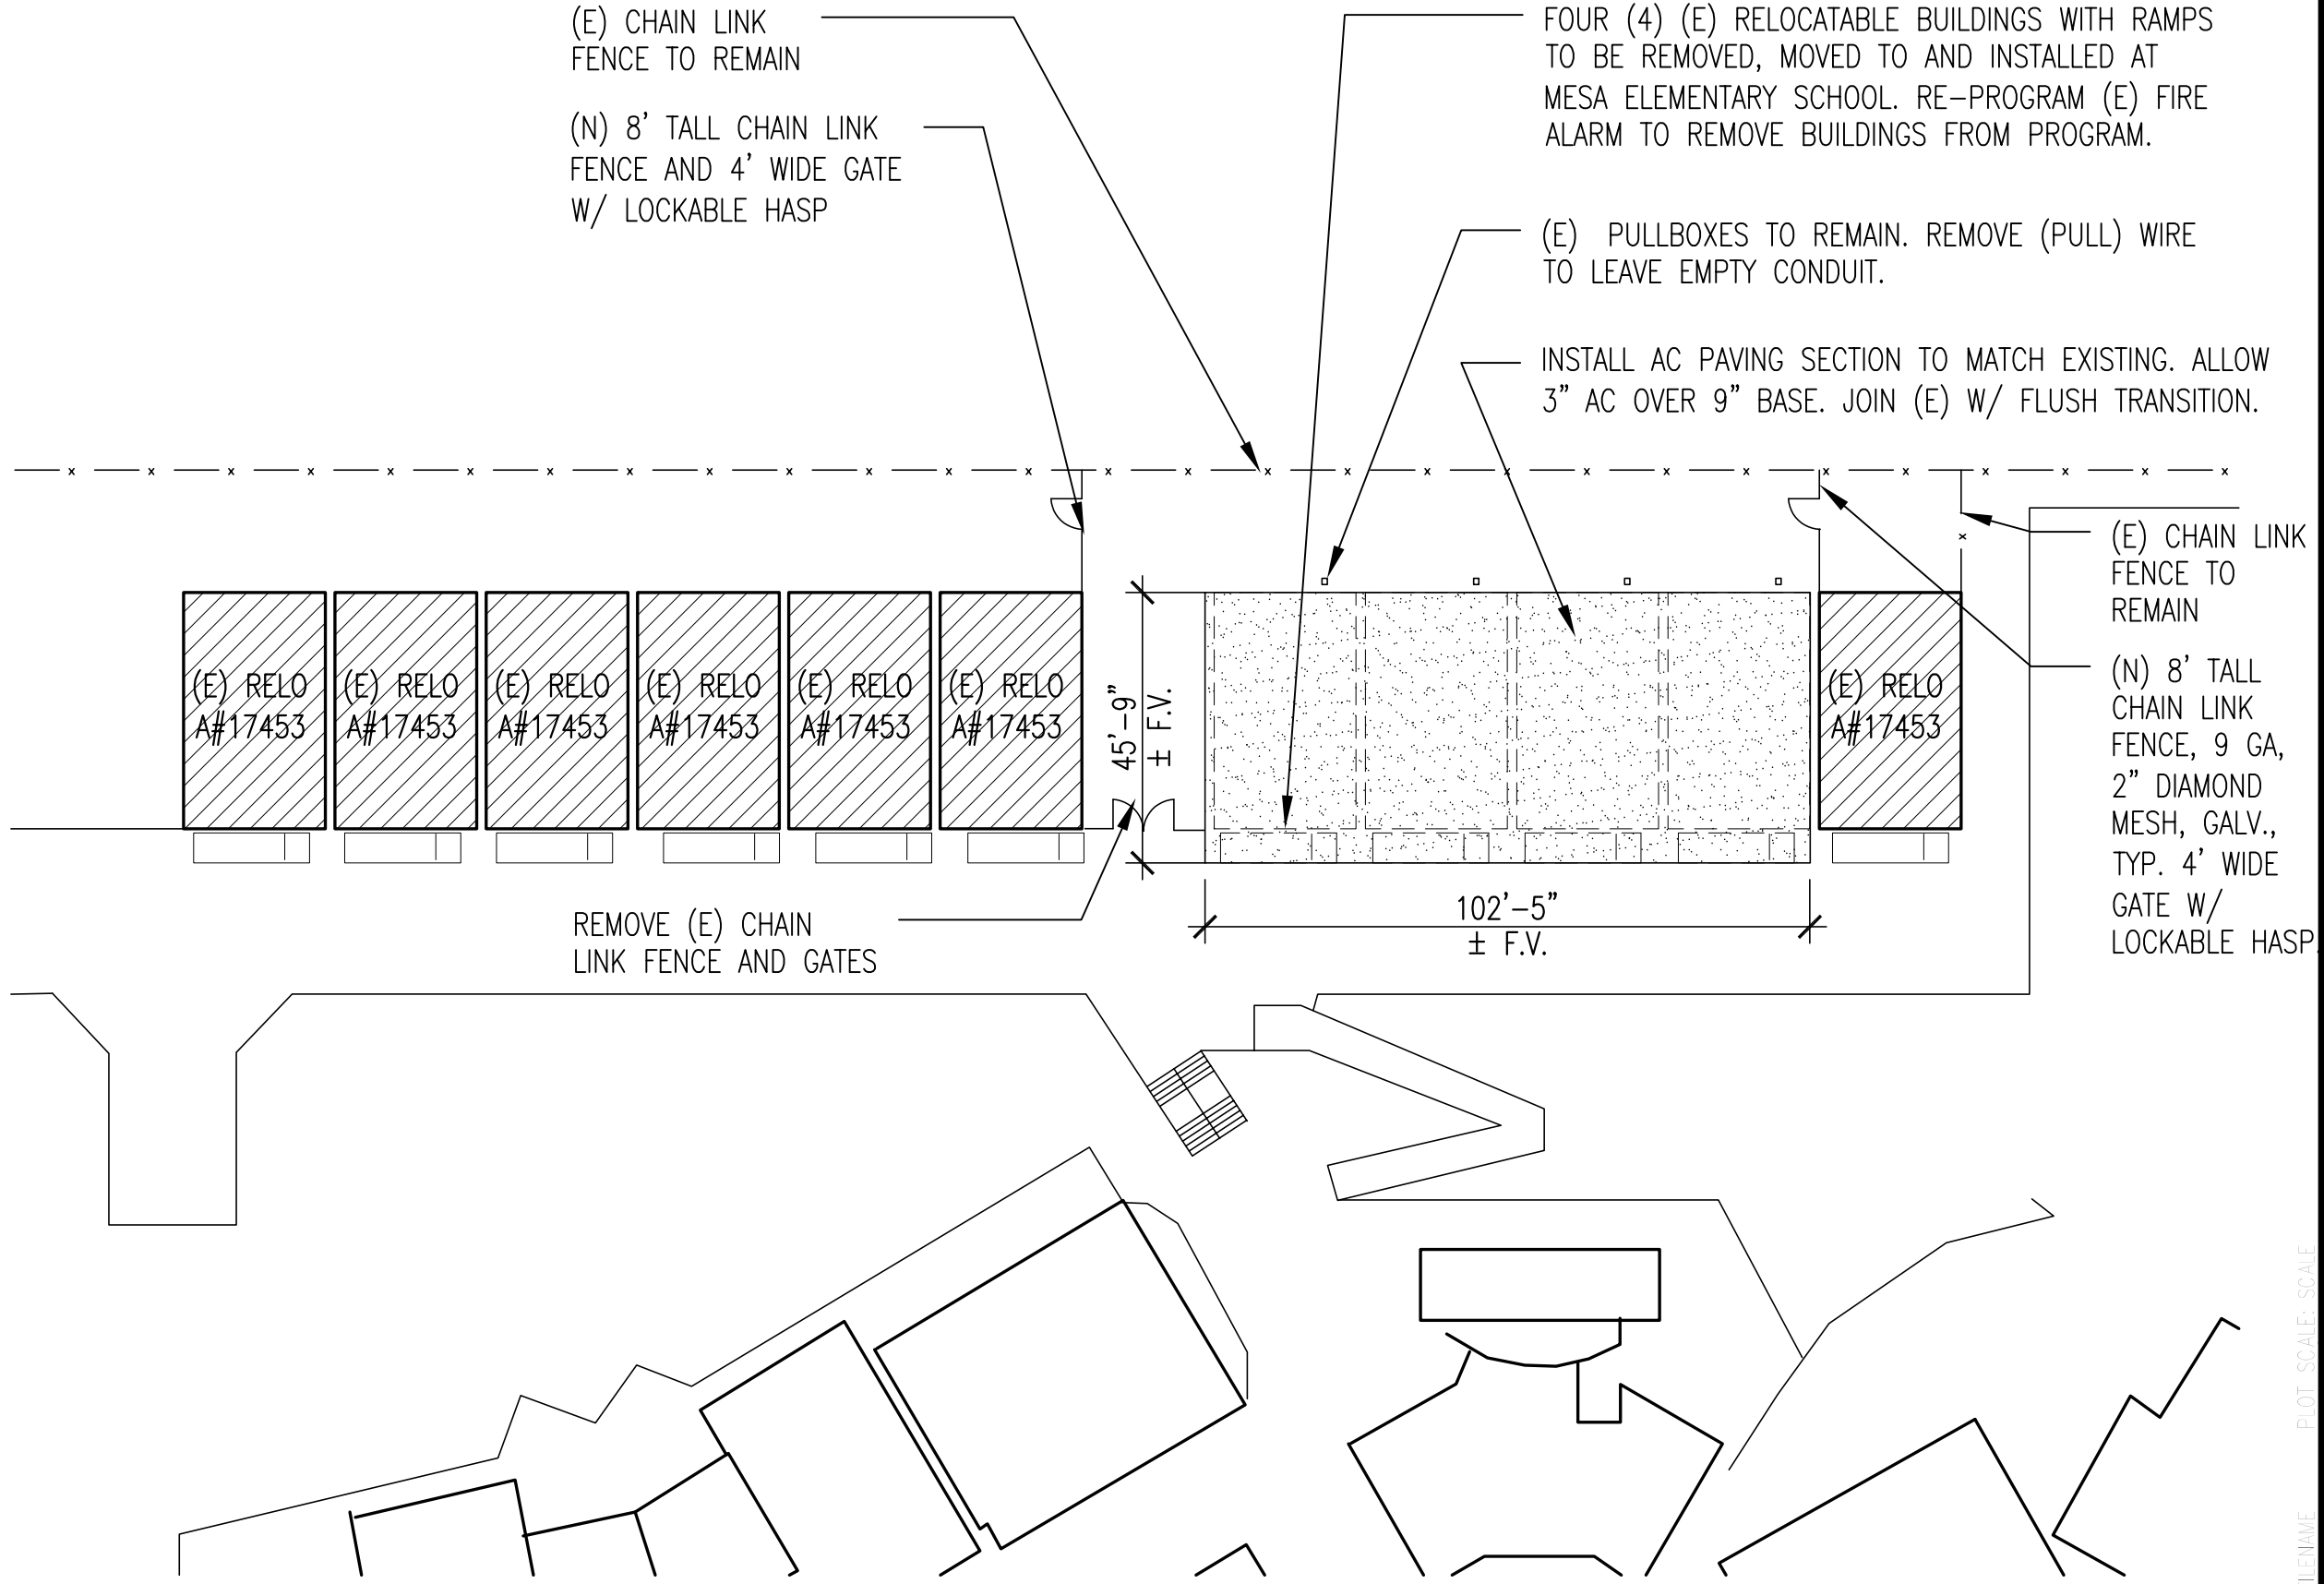 (E) CHAIN LINK
FENCE TO REMAIN
(N) 8' TALL CHAIN LINK
FENCE AND 4' WIDE GATE
W/ LOCKABLE HASP
FOUR (4) (E) RELOCATABLE BUILDINGS WITH RAMPS
TO BE REMOVED, MOVED TO AND INSTALLED AT
MESA ELEMENTARY SCHOOL. RE-PROGRAM (E) FIRE
ALARM TO REMOVE BUILDINGS FROM PROGRAM.
(E) PULLBOXES TO REMAIN. REMOVE (PULL) WIRE
TO LEAVE EMPTY CONDUIT.
INSTALL AC PAVING SECTION TO MATCH EXISTING. ALLOW
3" AC OVER 9" BASE. JOIN (E) W/ FLUSH TRANSITION.
(E) CHAIN LINK
FENCE TO
REMAIN
(N) 8' TALL
CHAIN LINK
FENCE, 9 GA,
2" DIAMOND
MESH, GALV.,
TYP. 4' WIDE
GATE W/
LOCKABLE HASP.
(E) RELO
A#17453
(E) RELO
A#17453
(E) RELO
A#17453
(E) RELO
A#17453
(E) RELO
A#17453
(E) RELO
A#17453
45'-9"
± F.V.
(E) RELO
A#17453
102'-5"
± F.V.
REMOVE (E) CHAIN
LINK FENCE AND GATES
ILENAME PLOT SCALE: SCALE